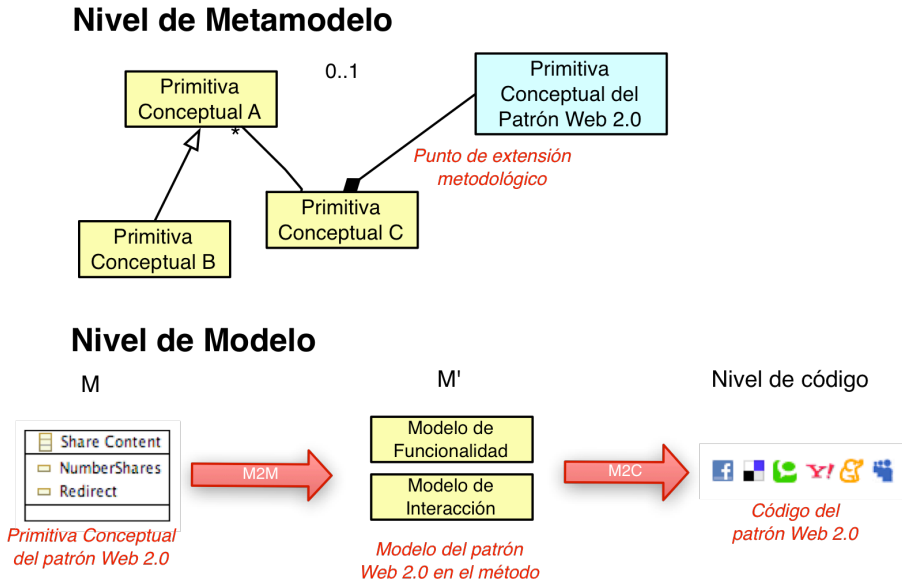 Nivel de Metamodelo
Primitiva
Conceptual A
0..1
Primitiva
Conceptual del
Patrón Web 2.0
*
Punto de extensión
metodológico
Primitiva
Conceptual C
Primitiva
Conceptual B
Nivel de Modelo
M
M'
Nivel de código
Share Content
NumberShares
Redirect
M2M
Modelo de
Funcionalidad
Modelo de
Interacción
M2C
f
Y!
Primitiva Conceptual
del patrón Web 2.0
Modelo del patrón
Web 2.0 en el método
Código del
patrón Web 2.0